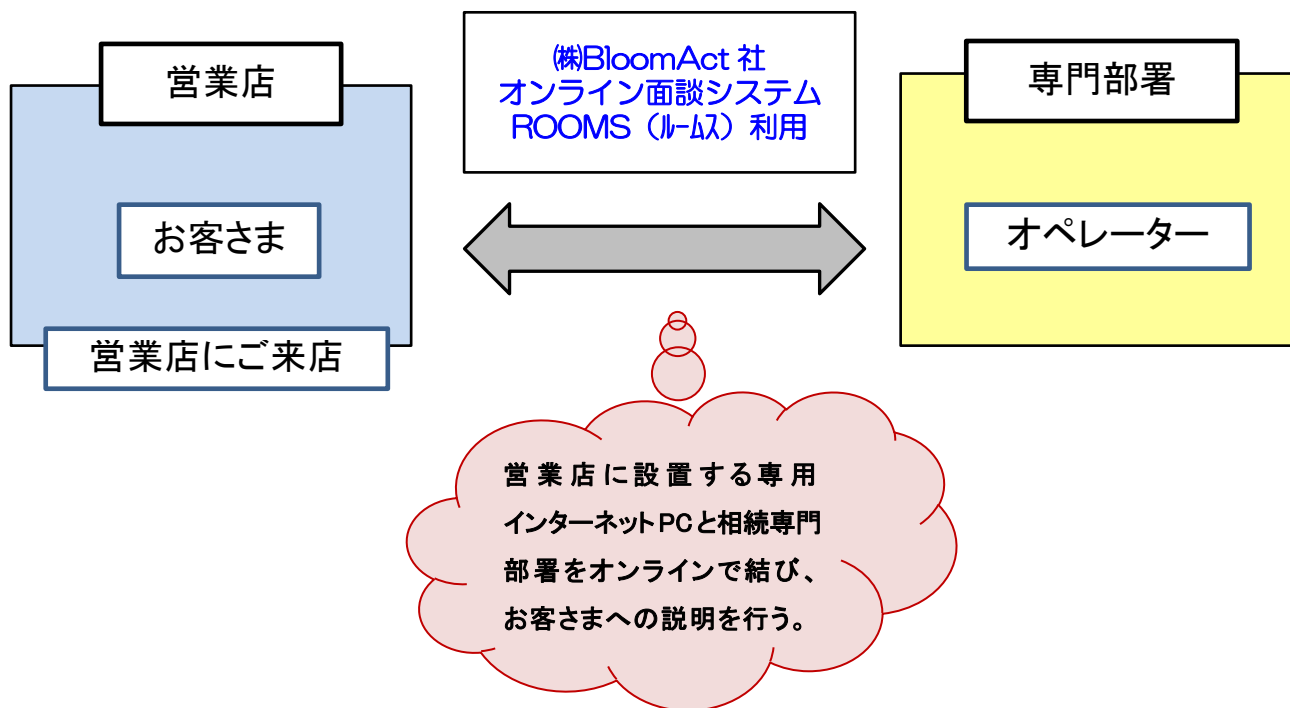 営業店
お客さま
営業店にご来店
㈱BloomAct 社
オンライン面談システム
ROOMS（ﾙｰﾑｽ）利用
専門部署
オペレーター
営業店に設置する専用
インターネットPCと相続専門
部署をオンラインで結び、
お客さまへの説明を行う。